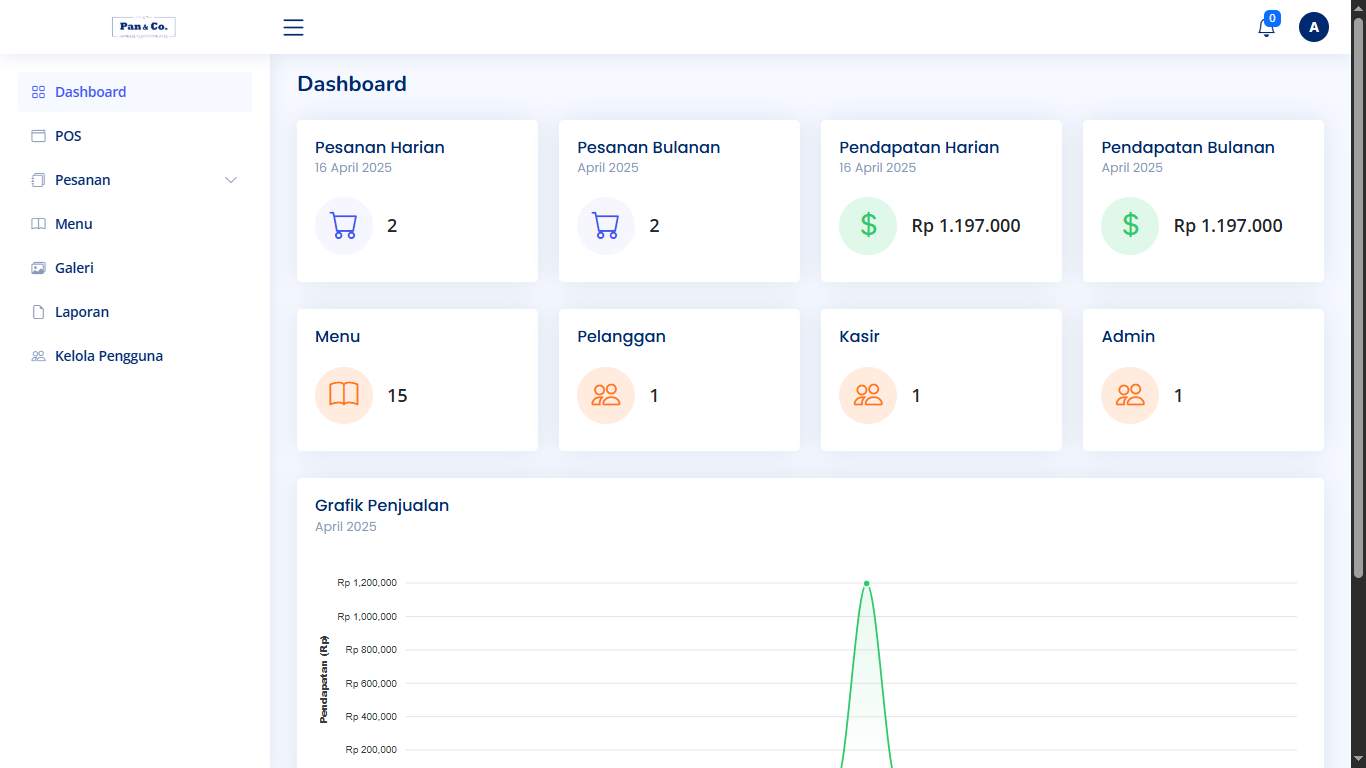 Pan & Co.
0
A
Dashboard
POS
Pesanan
Menu
Galeri
Laporan
Kelola Pengguna
Dashboard
Pesanan Harian
16 April 2025
2
Pesanan Bulanan
April 2025
2
Pendapatan Harian
16 April 2025
$
Rp 1.197.000
Pendapatan Bulanan
April 2025
$
Rp 1.197.000
Menu
15
Pelanggan
1
Kasir
1
Admin
1
Grafik Penjualan
April 2025
Pendapatan (Rp)
Rp 1,200,000
Rp 1,000,000
Rp 800,000
Rp 600,000
Rp 400,000
Rp 200,000